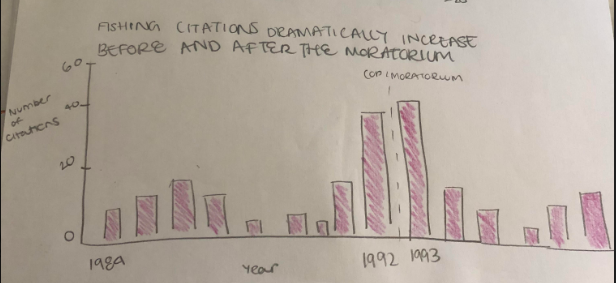 FISHING CITATIONS DRAMATICALLY INCREASE
BEFORE AND AFTER THE MORATORIUM
COD MORATORIUM
60
40
20
0
Number
of
citations
1989
1992
1993
year